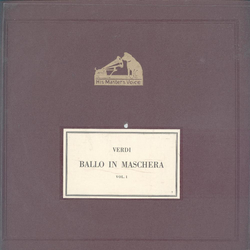 His Master's Voice
VERDI
BALLO IN MASCHERA
VOL. I